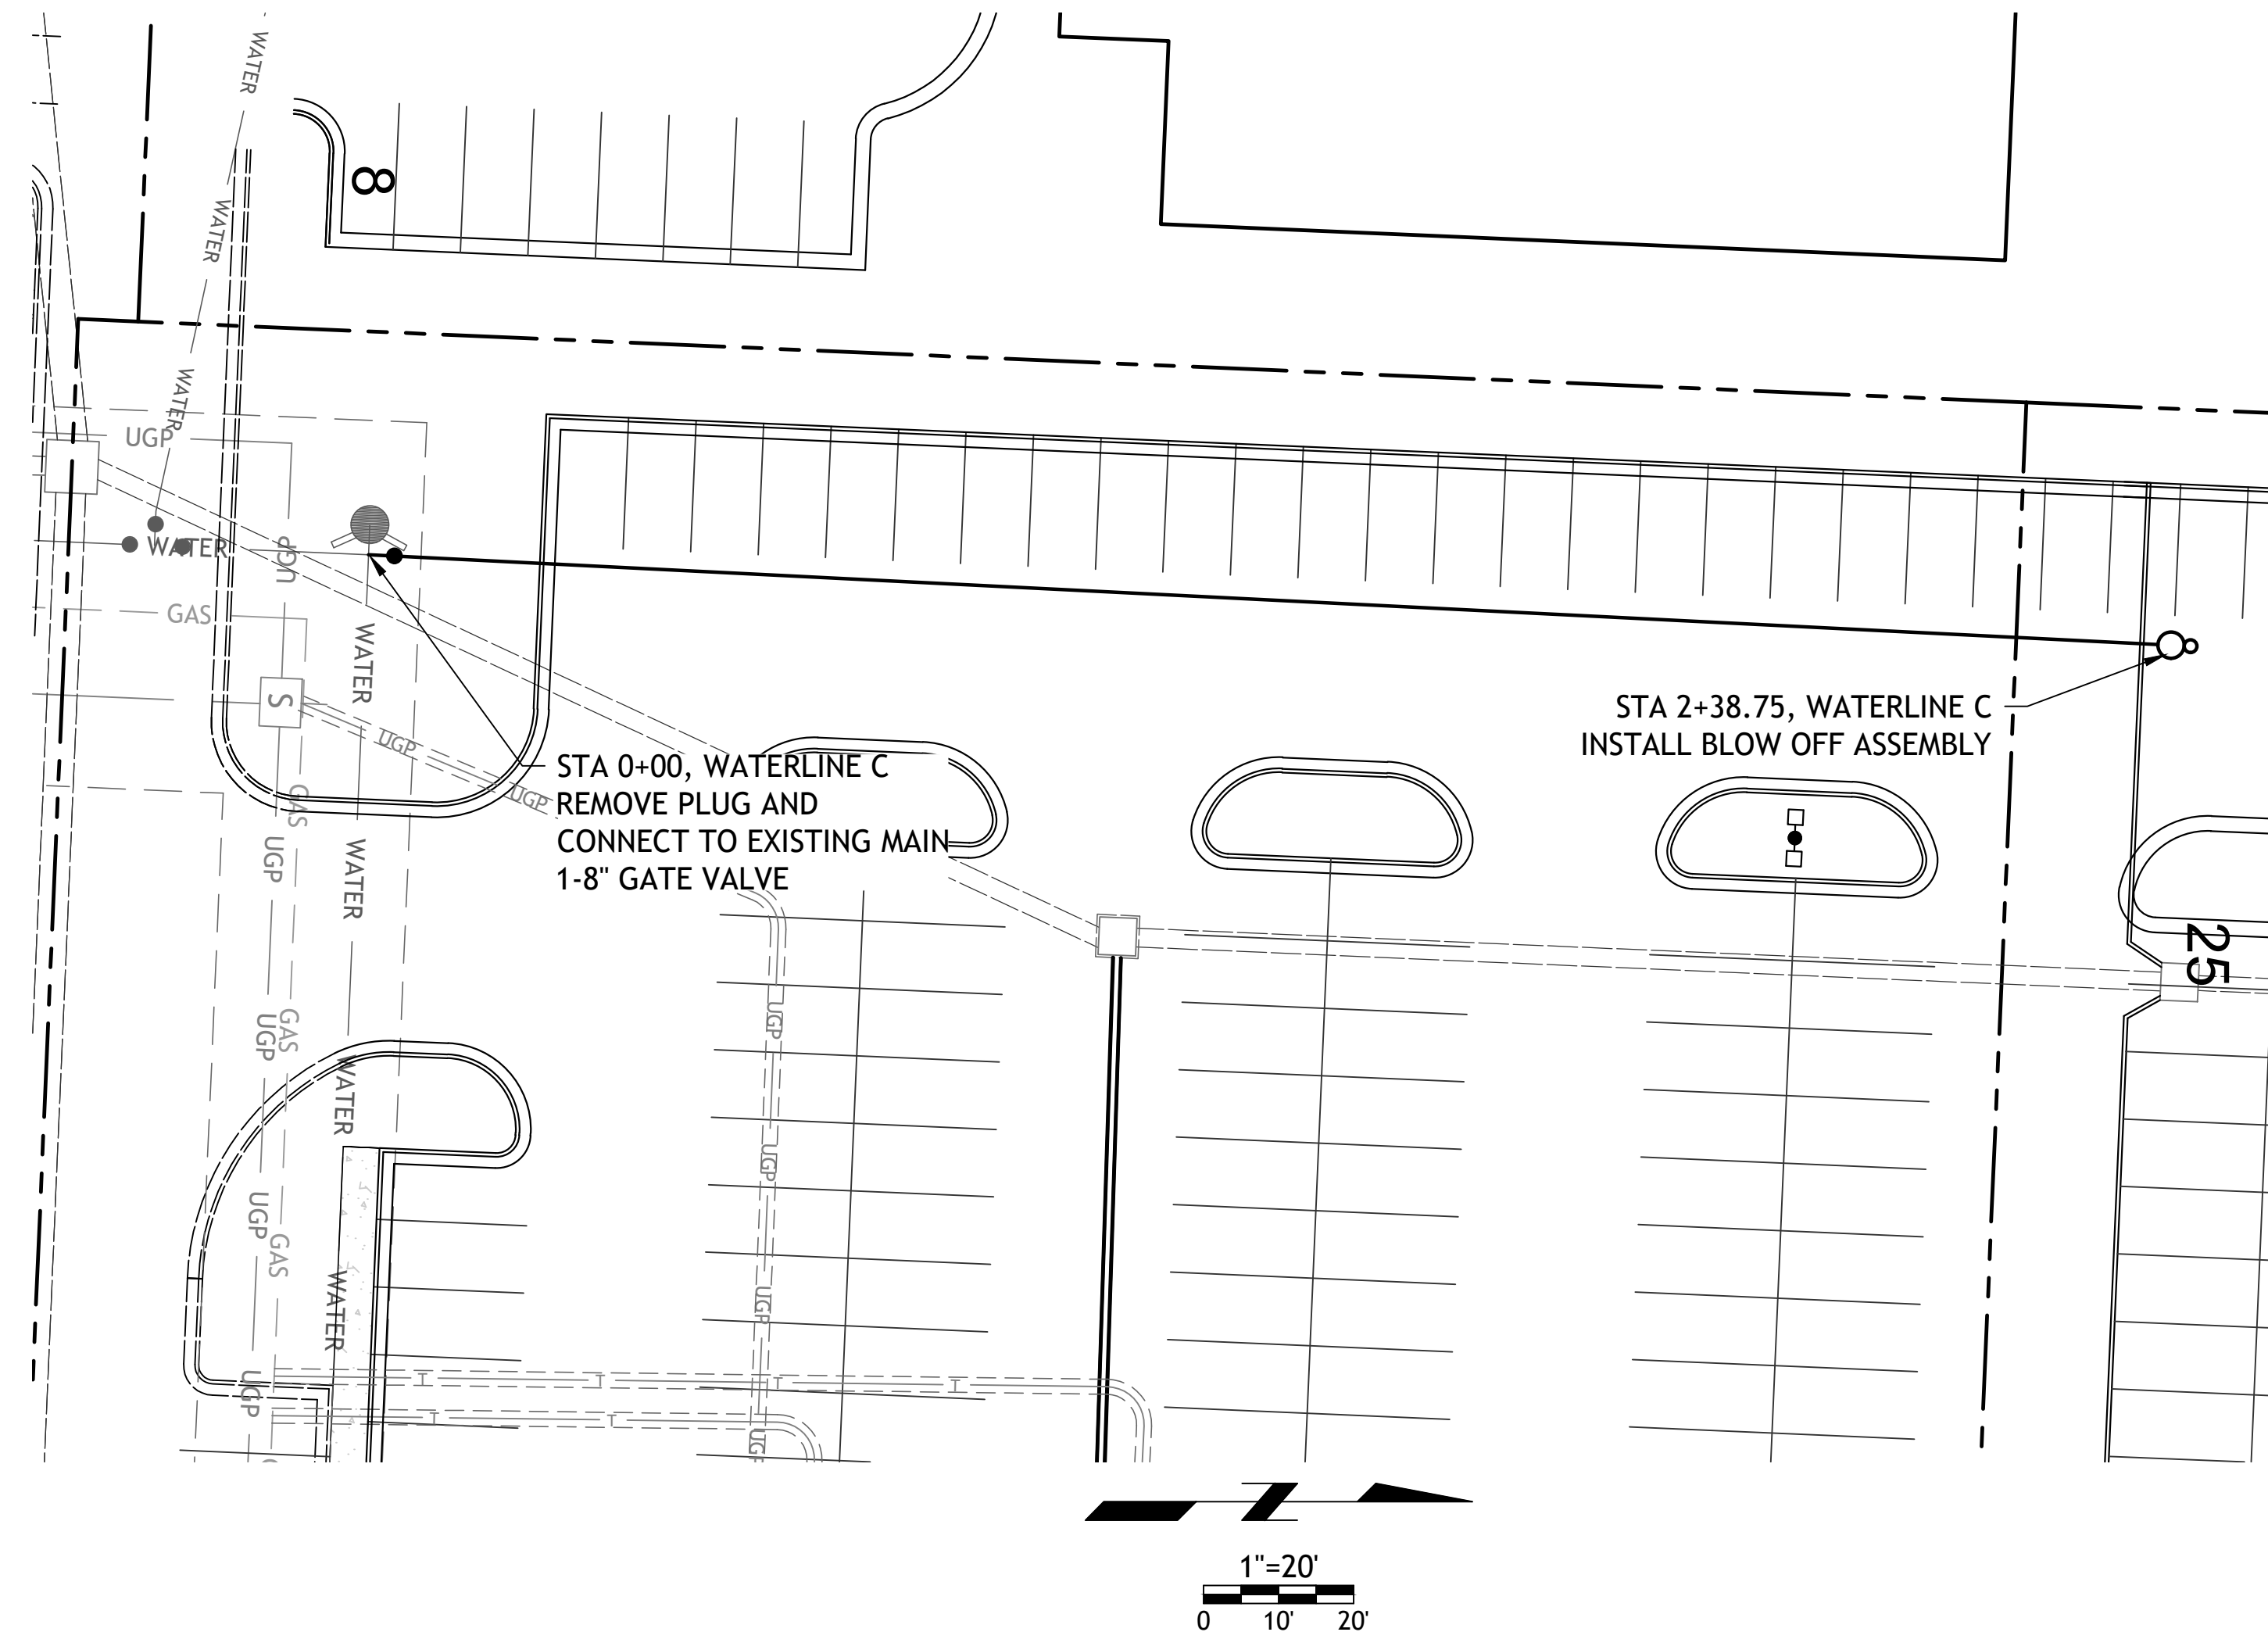 WATER
8
WATER
WATER
UGP
WATER
UGP
GAS
WATER
S
UGP
UGP
STA 2+38.75, WATERLINE C
INSTALL BLOW OFF ASSEMBLY
STA 0+00, WATERLINE C
REMOVE PLUG AND
CONNECT TO EXISTING MAIN
1-8" GATE VALVE
GAS
UGP
WATER
25
UGP
GAS
UGP
WATER
UGP
UGP
GAS
WATER
UGP
UGP
T
T
T
T
T
T
UGP
N
1"=20'
0 10' 20'